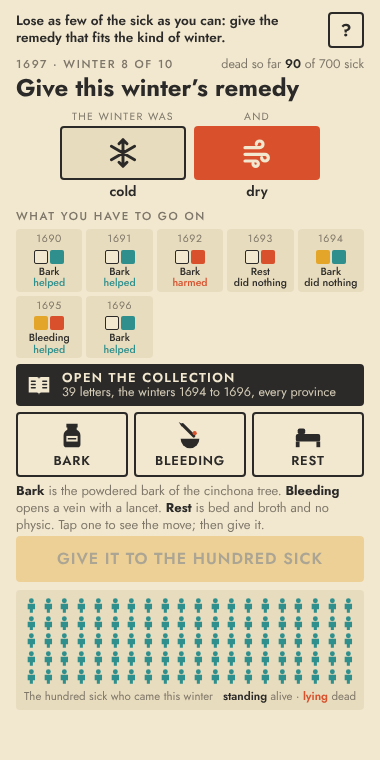 Lose as few of the sick as you can: give the
remedy that fits the kind of winter.
?
1697 · WINTER 8 OF 10
dead so far 90 of 700 sick
Give this winter's remedy
THE WINTER WAS
AND
cold
dry
WHAT YOU HAVE TO GO ON
1690
Bark
helped
1691
Bark
helped
1692
Bark
harmed
1693
Rest
did nothing
1694
Bark
did nothing
1695
Bleeding
helped
1696
Bark
helped
OPEN THE COLLECTION
39 letters, the winters 1694 to 1696, every province
BARK
BLEEDING
REST
Bark is the powdered bark of the cinchona tree. Bleeding
opens a vein with a lancet. Rest is bed and broth and no
physic. Tap one to see the move; then give it.
GIVE IT TO THE HUNDRED SICK
The hundred sick who came this winter
standing alive · lying dead